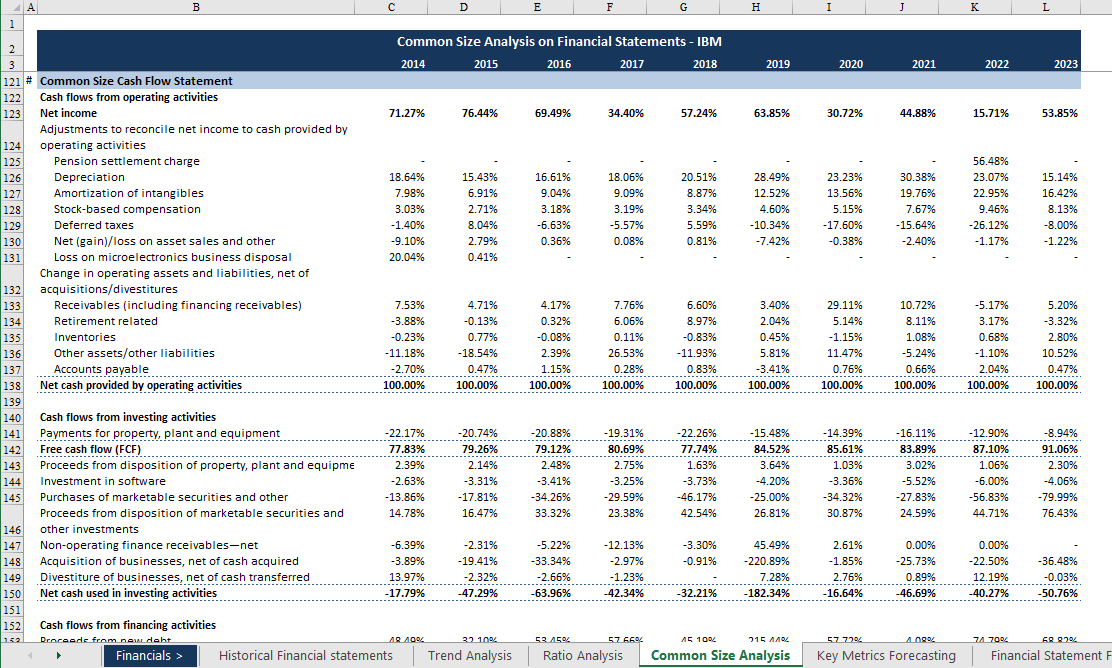 A B C D E F G H I J K L
1
2 Common Size Analysis on Financial Statements - IBM
3 2014 2015 2016 2017 2018 2019 2020 2021 2022 2023
121 # Common Size Cash Flow Statement
122 Cash flows from operating activities
123 Net income 71.27% 76.44% 69.49% 34.40% 57.24% 63.85% 30.72% 44.88% 15.71% 53.85%
Adjustments to reconcile net income to cash provided by
124 operating activities
125 Pension settlement charge - - - - - - - - 56.48% -
126 Depreciation 18.64% 15.43% 16.61% 18.06% 20.51% 28.49% 23.23% 30.38% 23.07% 15.14%
127 Amortization of intangibles 7.98% 6.91% 9.04% 9.09% 8.87% 12.52% 13.56% 19.76% 22.95% 16.42%
128 Stock-based compensation 3.03% 2.71% 3.18% 3.19% 3.34% 4.60% 5.15% 7.67% 9.46% 8.13%
129 Deferred taxes -1.40% 8.04% -6.63% -5.57% 5.59% -10.34% -17.60% -15.64% -26.12% -8.00%
130 Net (gain)/loss on asset sales and other -9.10% 2.79% 0.36% 0.08% 0.81% -7.42% -0.38% -2.40% -1.17% -1.22%
131 Loss on microelectronics business disposal 20.04% 0.41% - - - - - - - -
Change in operating assets and liabilities, net of
132 acquisitions/divestitures
133 Receivables (including financing receivables) 7.53% 4.71% 4.17% 7.76% 6.60% 3.40% 29.11% 10.72% -5.17% 5.20%
134 Retirement related -3.88% -0.13% 0.32% 6.06% 8.97% 2.04% 5.14% 8.11% 3.17% -3.32%
135 Inventories -0.23% 0.77% -0.08% 0.11% -0.83% 0.45% -1.15% 1.08% 0.68% 2.80%
136 Other assets/other liabilities -11.18% -18.54% 2.39% 26.53% -11.93% 5.81% 11.47% -5.24% -1.10% 10.52%
137 Accounts payable -2.70% 0.47% 1.15% 0.28% 0.83% -3.41% 0.76% 0.66% 2.04% 0.47%
138 Net cash provided by operating activities 100.00% 100.00% 100.00% 100.00% 100.00% 100.00% 100.00% 100.00% 100.00% 100.00%
139
140 Cash flows from investing activities
141 Payments for property, plant and equipment -22.17% -20.74% -20.88% -19.31% -22.26% -15.48% -14.39% -16.11% -12.90% -8.94%
142 Free cash flow (FCF) 77.83% 79.26% 79.12% 80.69% 77.74% 84.52% 85.61% 83.89% 87.10% 91.06%
143 Proceeds from disposition of property, plant and equipme 2.39% 2.14% 2.48% 2.75% 1.63% 3.64% 1.03% 3.02% 1.06% 2.30%
144 Investment in software -2.63% -3.31% -3.41% -3.25% -3.73% -4.20% -3.36% -5.52% -6.00% -4.06%
145 Purchases of marketable securities and other -13.86% -17.81% -34.26% -29.59% -46.17% -25.00% -34.32% -27.83% -56.83% -79.99%
Proceeds from disposition of marketable securities and 14.78% 16.47% 33.32% 23.38% 42.54% 26.81% 30.87% 24.59% 44.71% 76.43%
146 other investments
147 Non-operating finance receivables—net -6.39% -2.31% -5.22% -12.13% -3.30% 45.49% 2.61% 0.00% 0.00% -
148 Acquisition of businesses, net of cash acquired -3.89% -19.41% -33.34% -2.97% -0.91% -220.89% -1.85% -25.73% -22.50% -36.48%
149 Divestiture of businesses, net of cash transferred 13.97% -2.32% -2.66% -1.23% - 7.28% 2.76% 0.89% 12.19% -0.03%
150 Net cash used in investing activities -17.79% -47.29% -63.96% -42.34% -32.21% -182.34% -16.64% -46.69% -40.27% -50.76%
151
152 Cash flows from financing activities
153 Proceeds from new debt 48.49% 32.10% 53.45% 57.66% 45.19% 215.44% 57.72% 4.08% 74.79% 68.82%
Financials > Historical Financial statements Trend Analysis Ratio Analysis Common Size Analysis Key Metrics Forecasting Financial Statement F